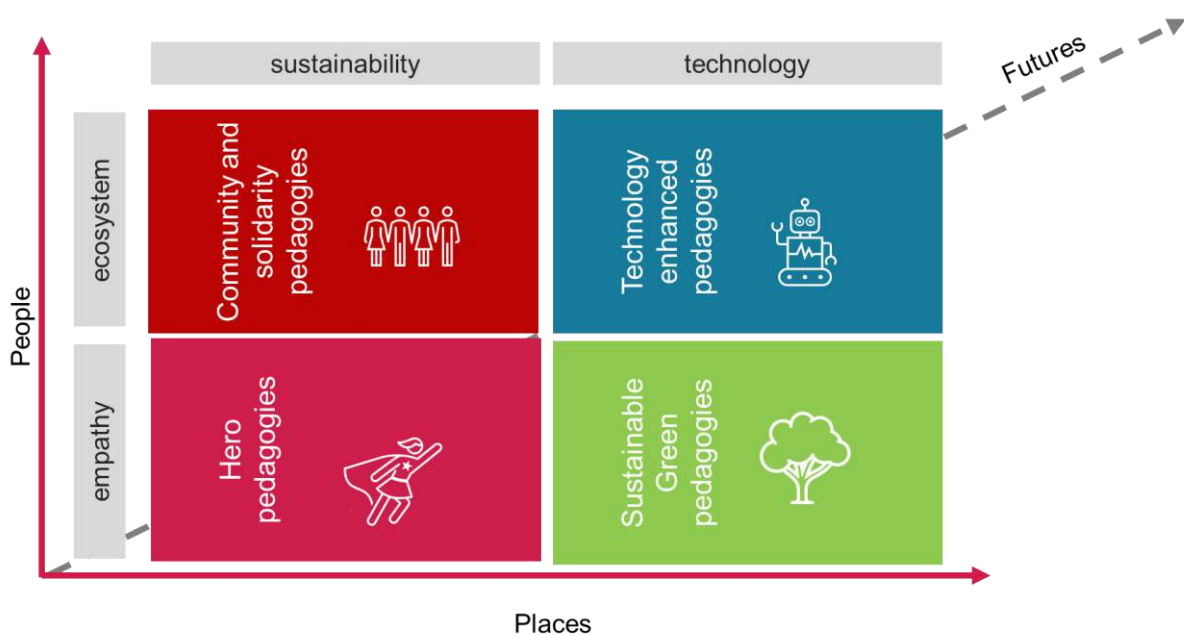 sustainability
technology
Futures
ecosystem
Community and
solidarity
pedagogies
Technology
enhanced
pedagogies
People
empathy
Hero
pedagogies
Sustainable
Green
pedagogies
Places